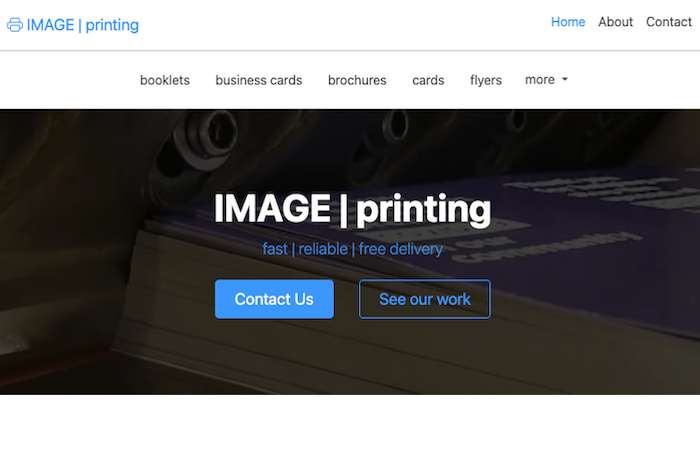 IMAGE | printing
Home About Contact
booklets business cards brochures cards flyers more
IMAGE | printing
fast | reliable | free delivery
Contact Us See our work
community